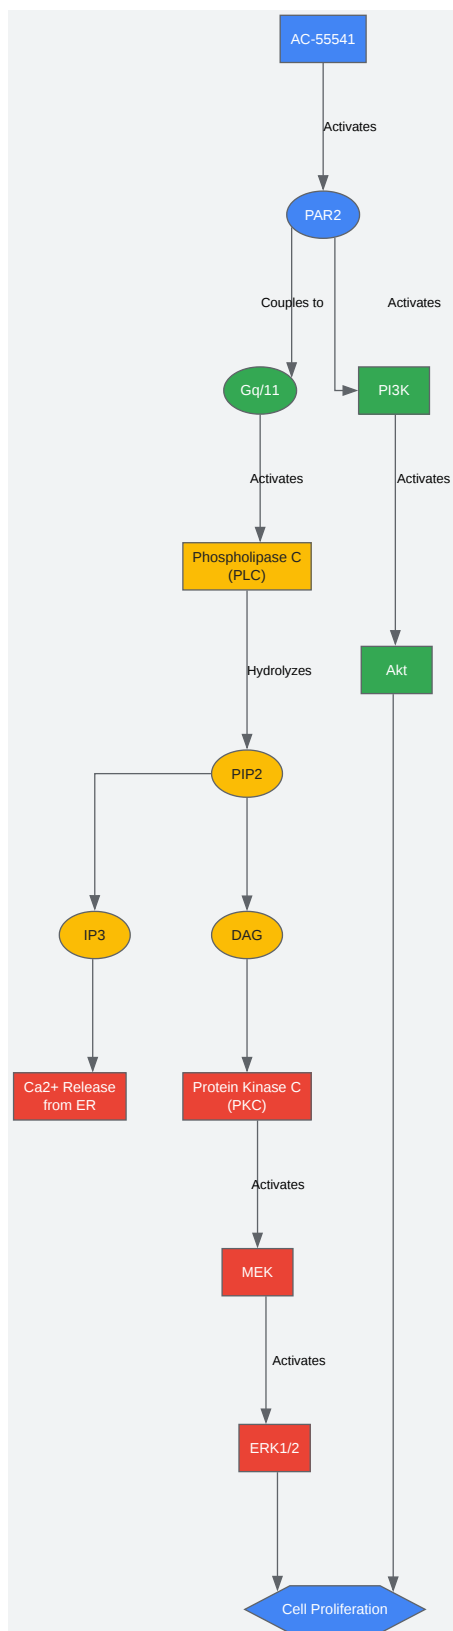 AC-55541
Activates
PAR2
Couples to
Activates
Gq/11
PI3K
Activates
Activates
Phospholipase C
(PLC)
Hydrolyzes
Akt
PIP2
IP3
DAG
Ca2+ Release
from ER
Protein Kinase C
(PKC)
Activates
MEK
Activates
ERK1/2
Cell Proliferation